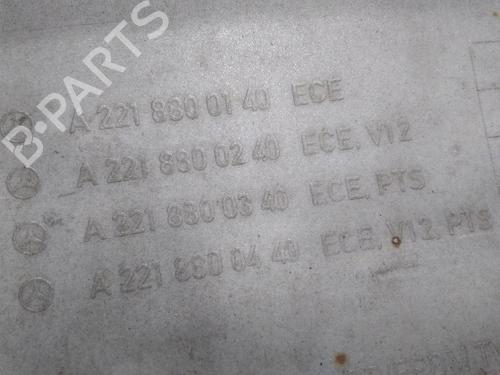 B-PARTS
A 221 880 01 40 ECE
A 221 880 02 40 ECE, V12
A 221 880 03 40 ECE, PTS
A 221 880 04 40 ECE, V12, PTS